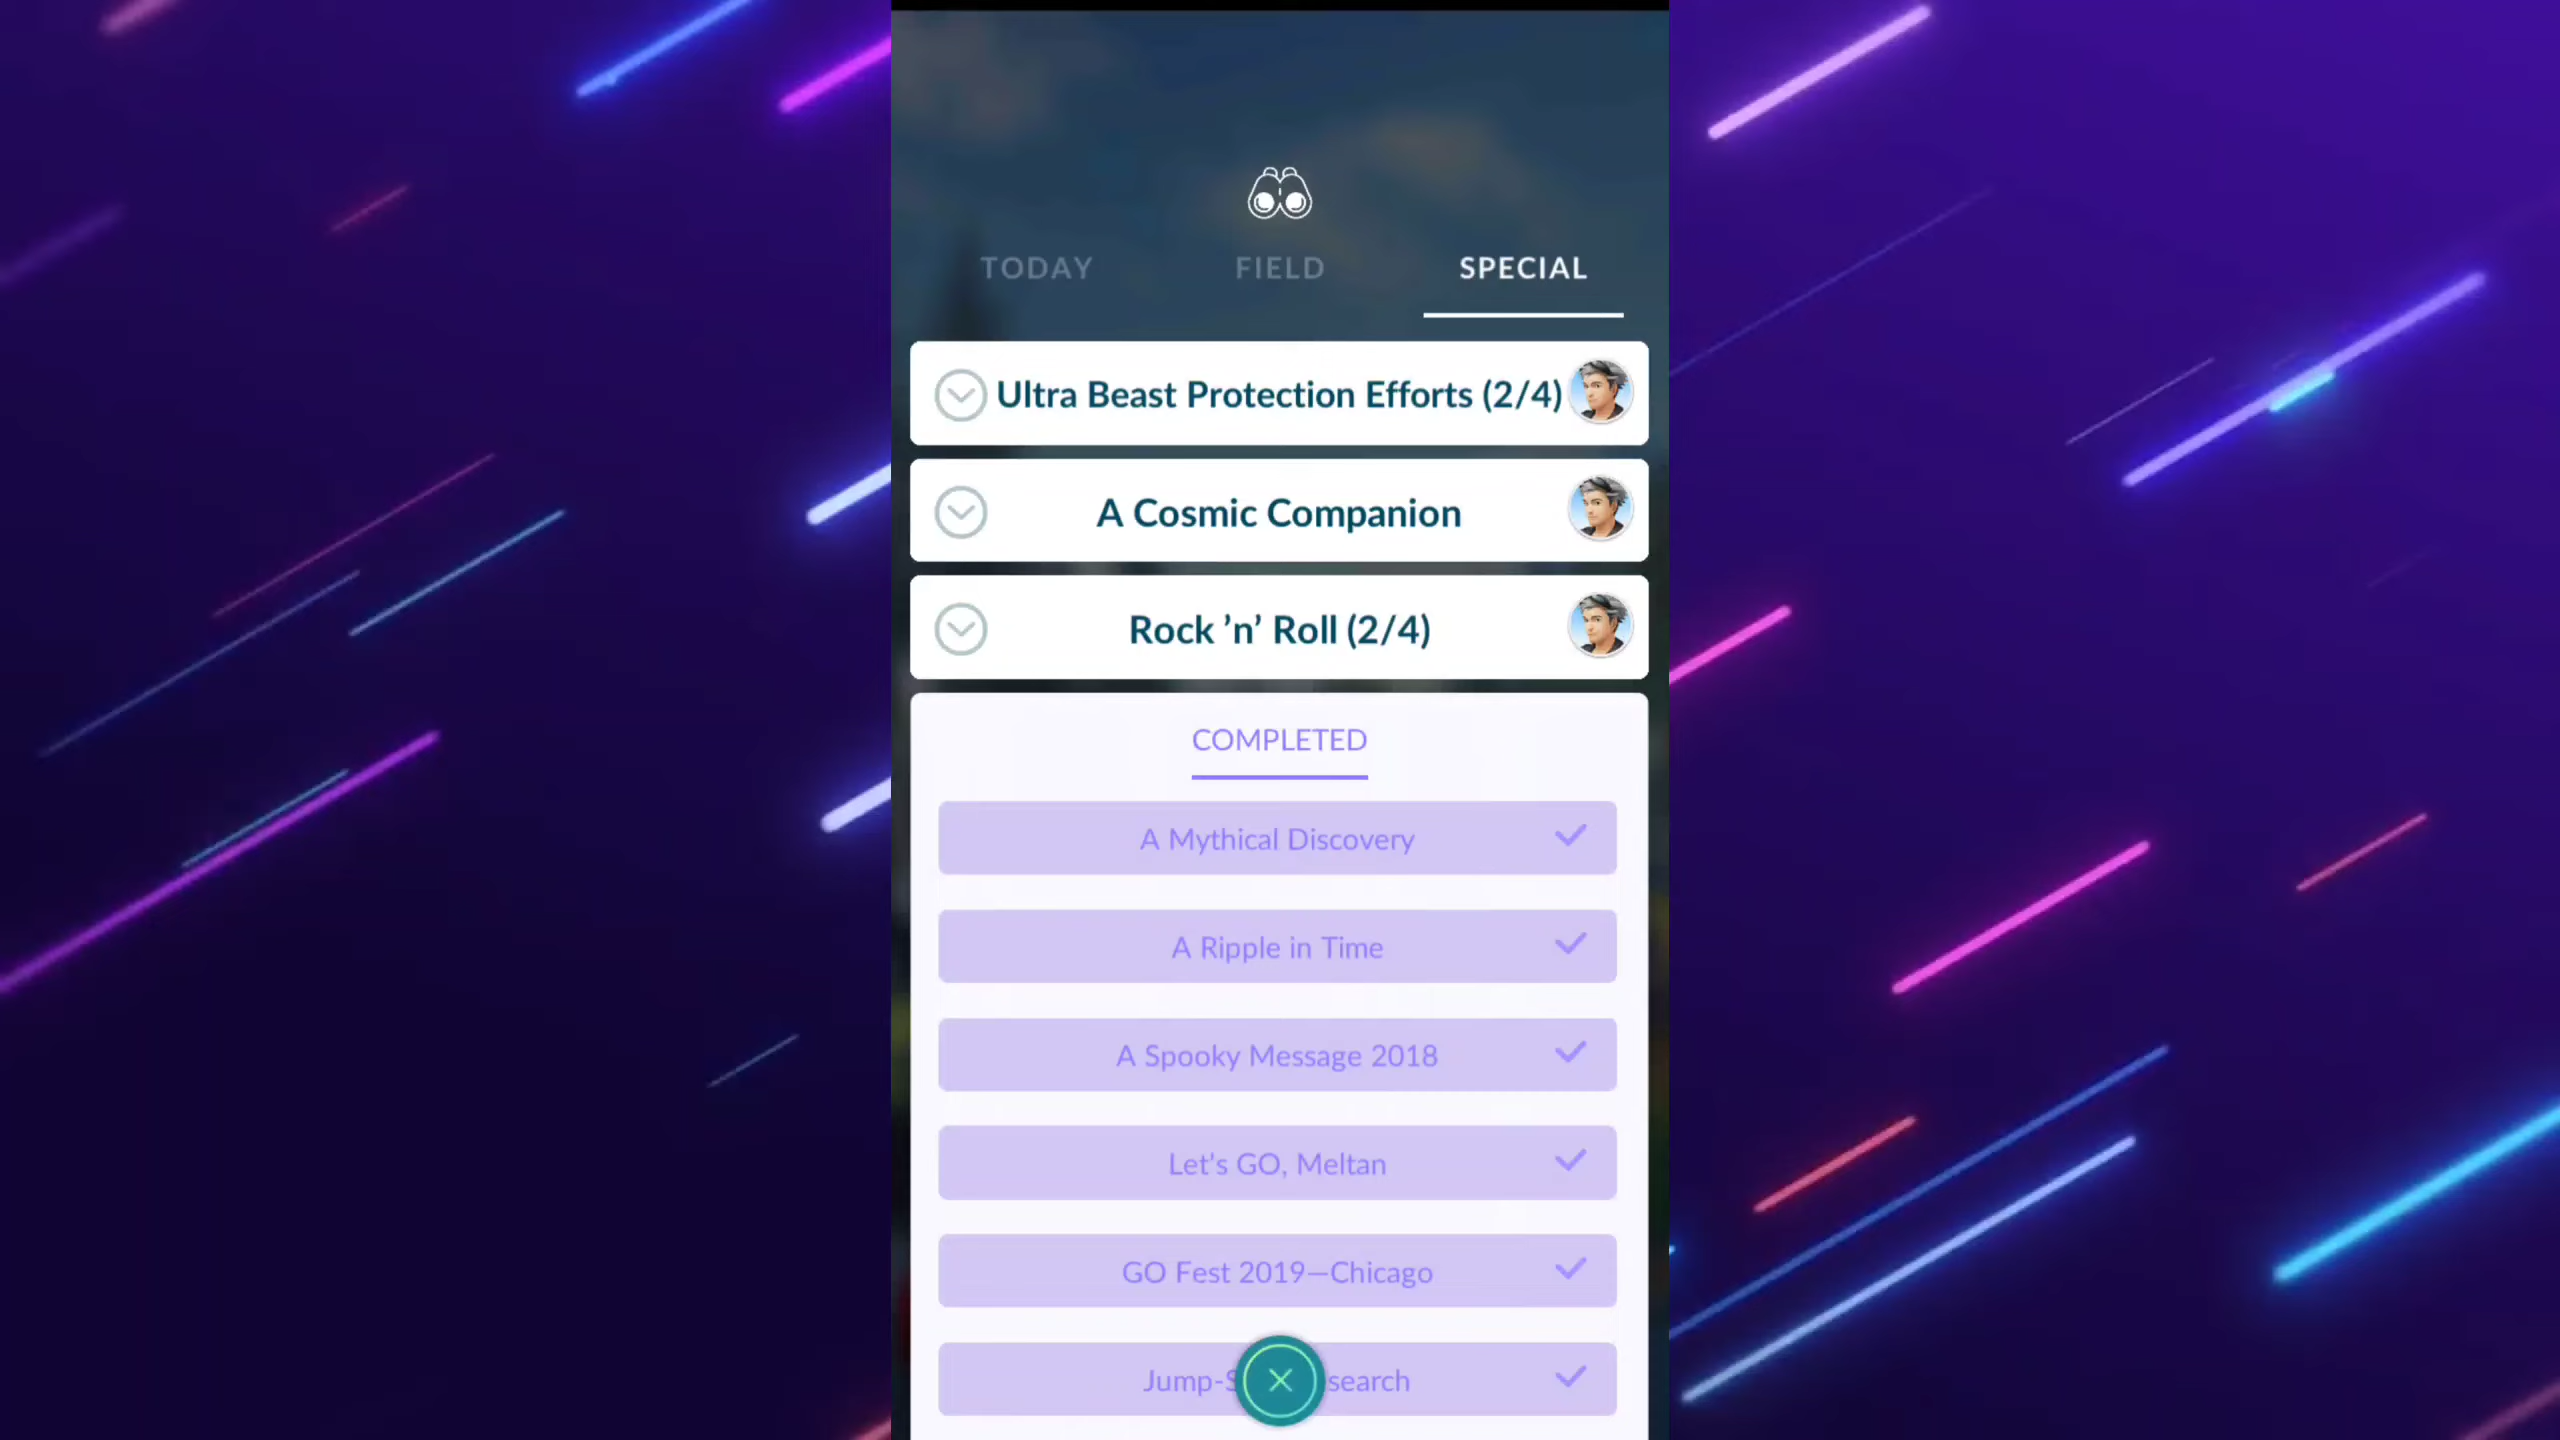 TODAY FIELD SPECIAL
Ultra Beast Protection Efforts (2/4)
A Cosmic Companion
Rock ’n’ Roll (2/4)
COMPLETED
A Mythical Discovery
A Ripple in Time
A Spooky Message 2018
Let's GO, Meltan
GO Fest 2019—Chicago
Jump-S search